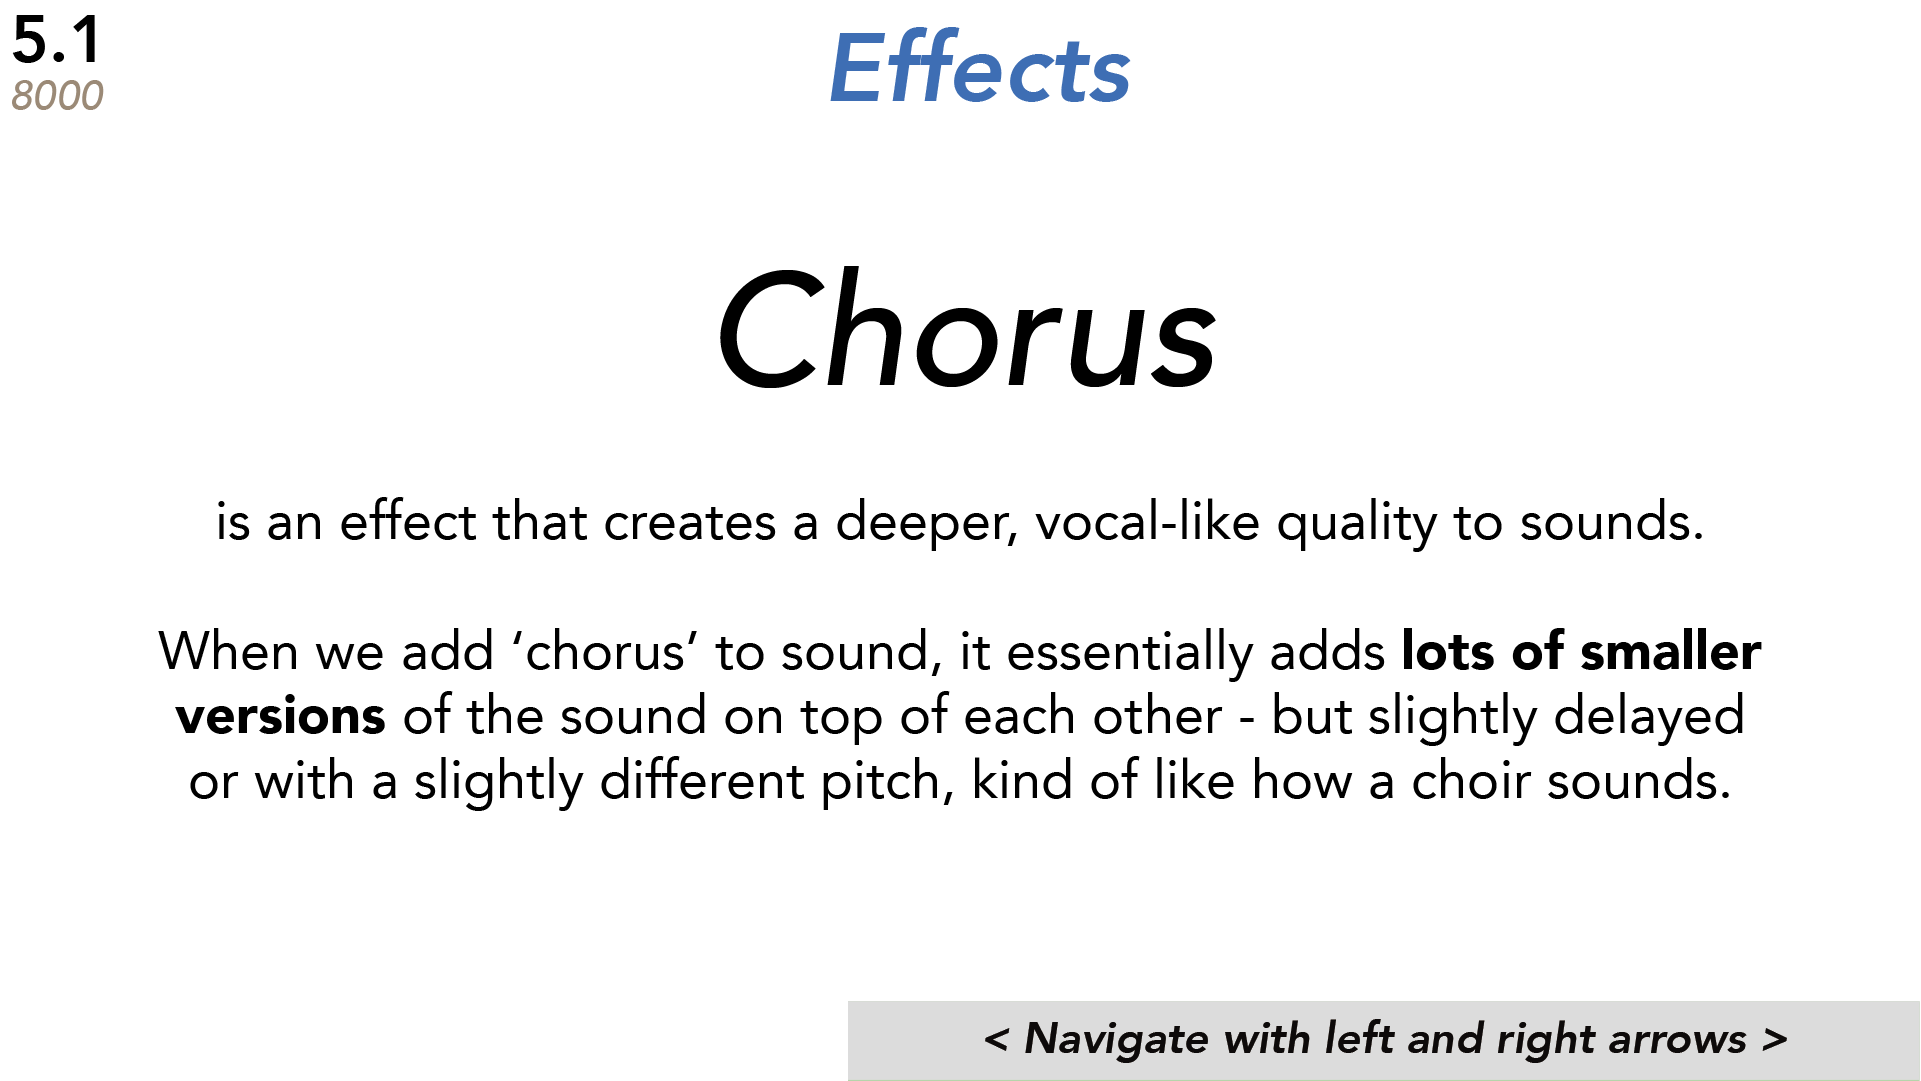 5.1
8000
Effects
Chorus
is an effect that creates a deeper, vocal-like quality to sounds.
When we add ‘chorus’ to sound, it essentially adds lots of smaller
versions of the sound on top of each other - but slightly delayed
or with a slightly different pitch, kind of like how a choir sounds.
< Navigate with left and right arrows >